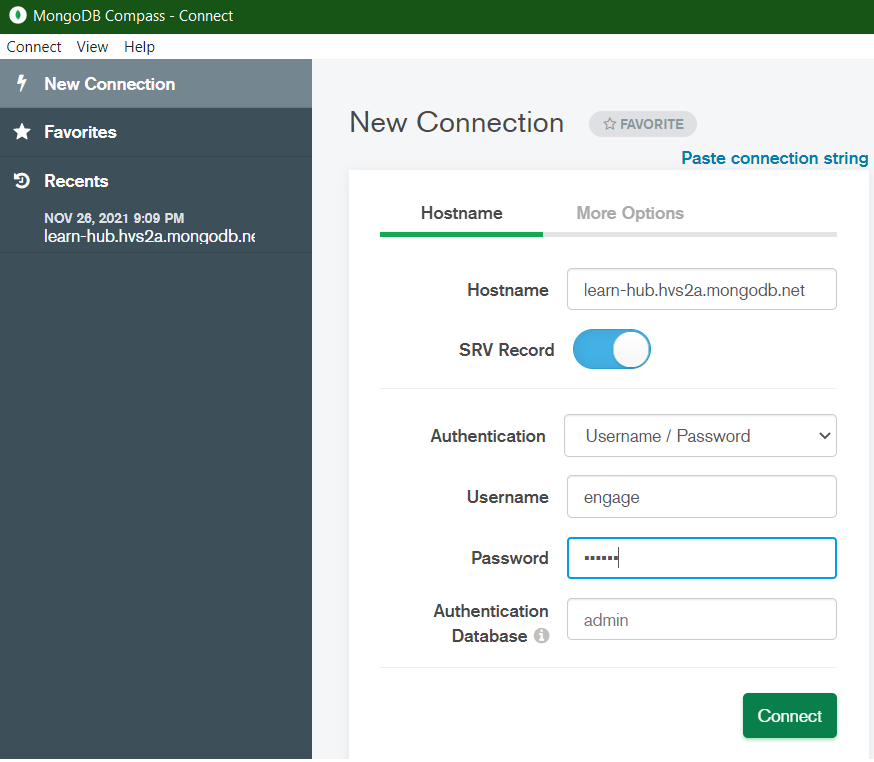 MongoDB Compass - Connect
Connect View Help
New Connection
Favorites
Recents
NOV 26, 2021 9:09 PM
learn-hub.hvs2a.mongodb.ne
New Connection
FAVORITE
Paste connection string
Hostname More Options
Hostname learn-hub.hvs2a.mongodb.net
SRV Record
Authentication Username / Password
Username engage
Password ••••••
Authentication
Database admin
Connect